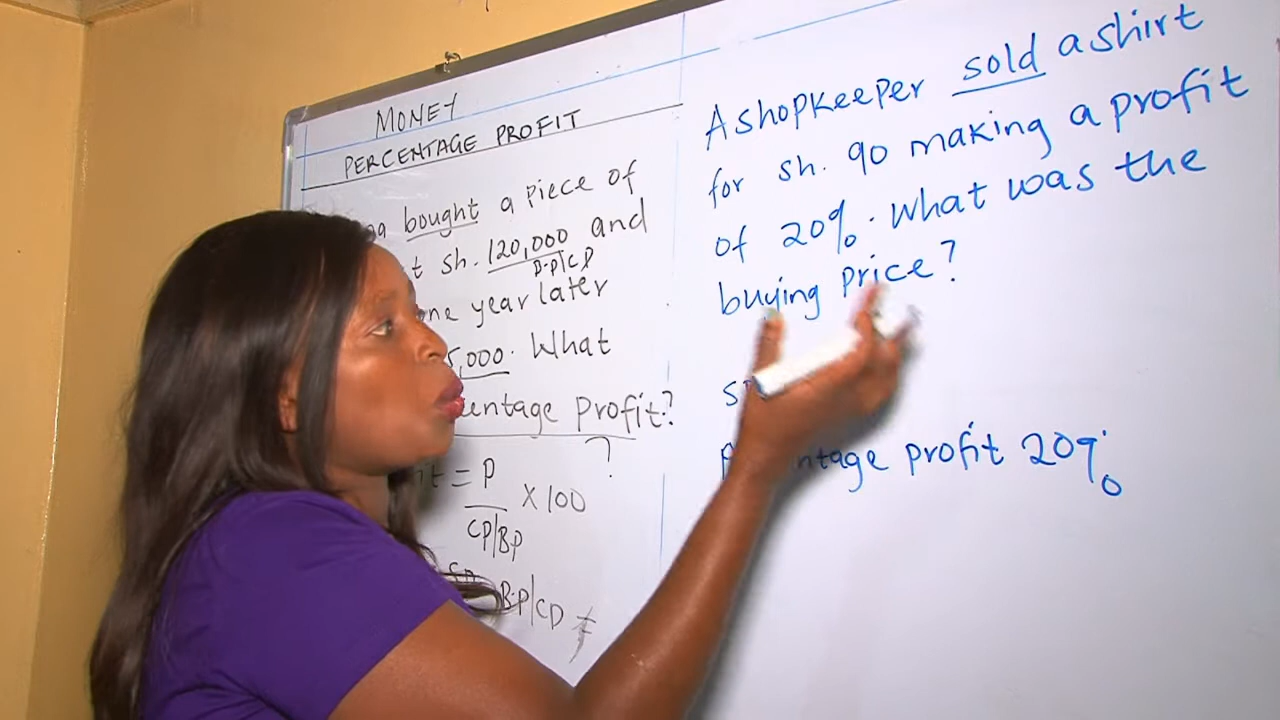 MONEY
PERCENTAGE PROFIT
bought a piece of
sh. 120,000 and
B.P|CP
one year later
5,000. What
Profit?
?
= P
X 100
CP|BP
B.P|CP =
A shopkeeper sold a shirt
for sh. 90 making a profit
of 20%. What was the
buying price?
profit 20%